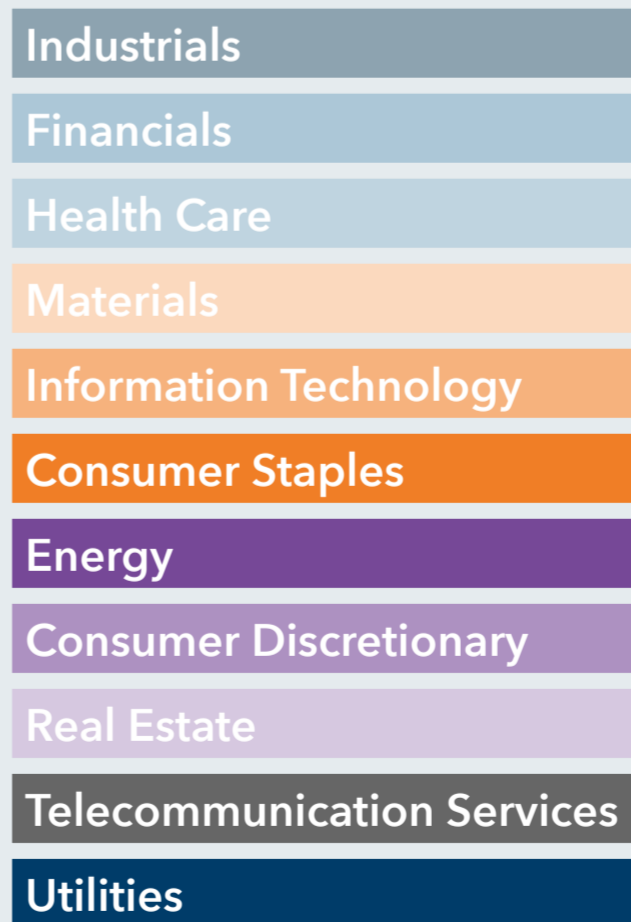 Industrials
Financials
Health Care
Materials
Information Technology
Consumer Staples
Energy
Consumer Discretionary
Real Estate
Telecommunication Services
Utilities